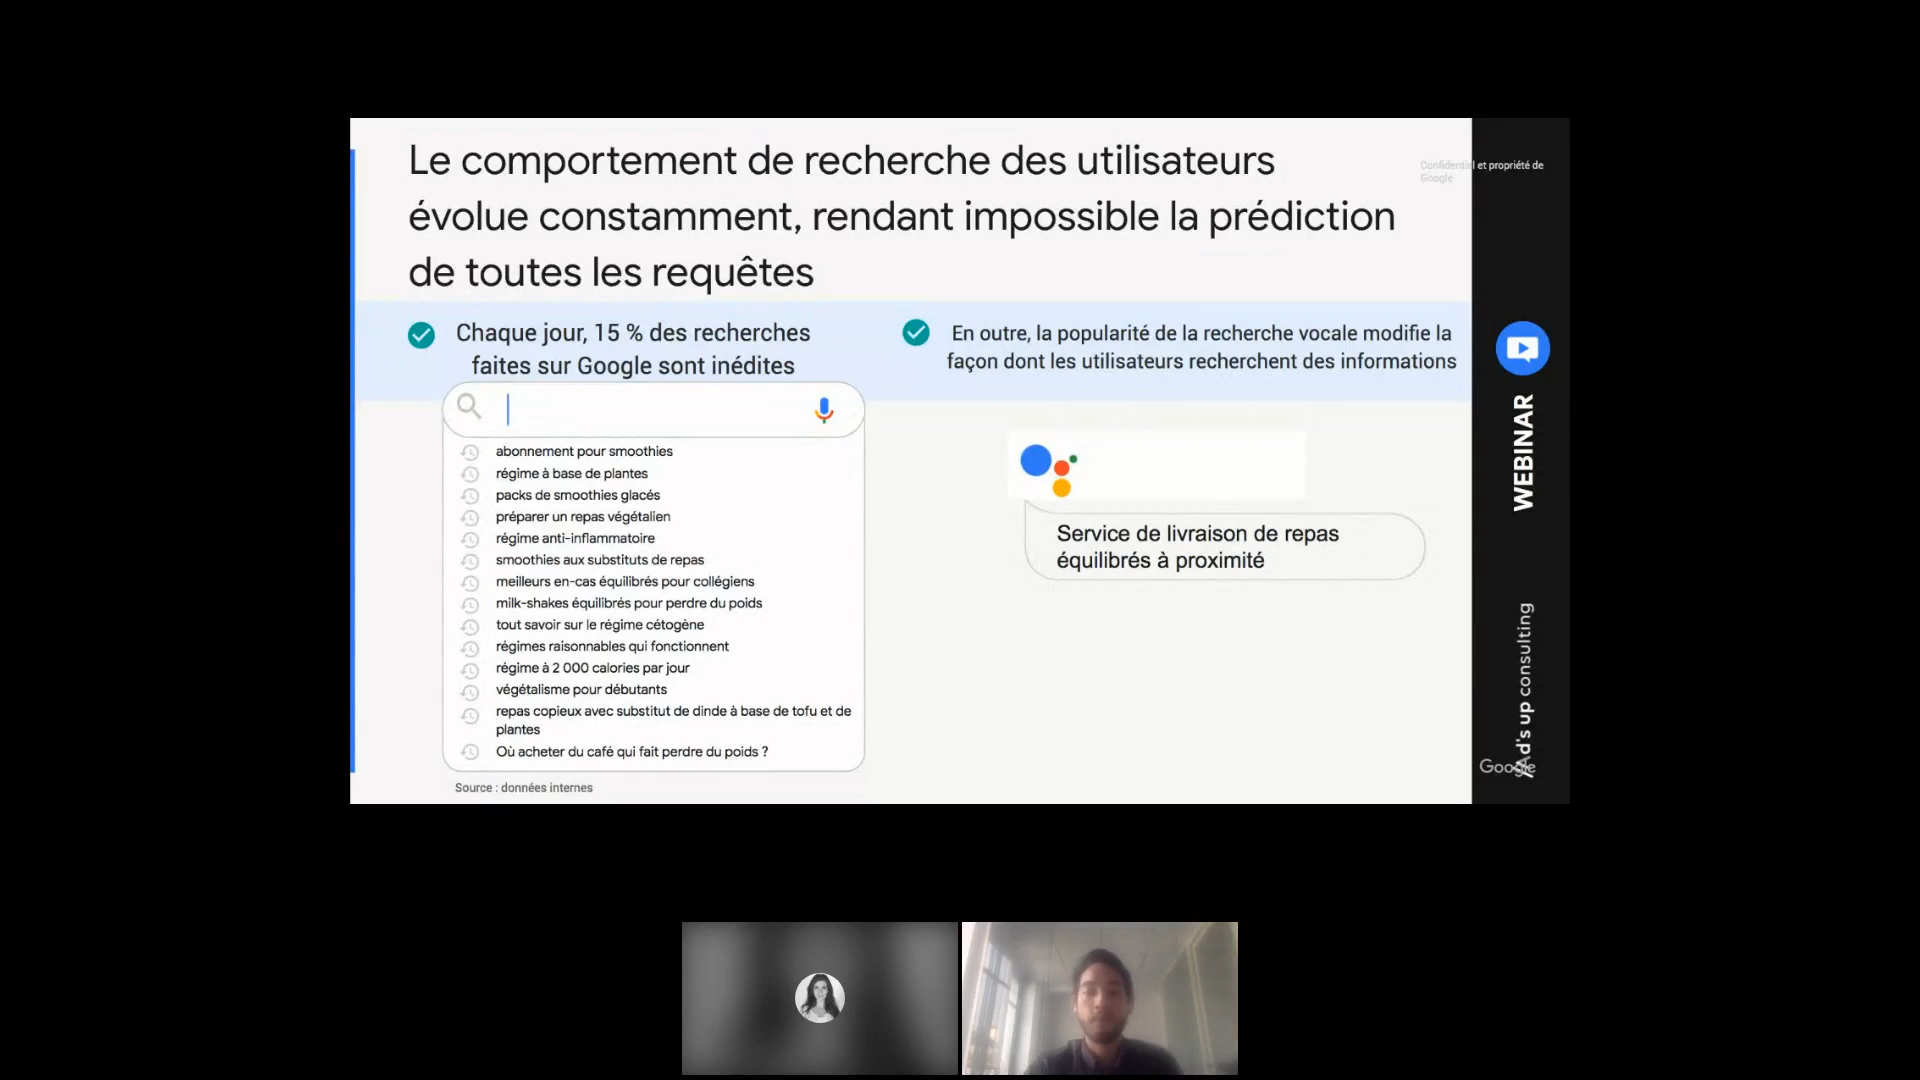 Le comportement de recherche des utilisateurs
évolue constamment, rendant impossible la prédiction
de toutes les requêtes
Confidentiel et propriété de
Google
Chaque jour, 15 % des recherches
faites sur Google sont inédites
En outre, la popularité de la recherche vocale modifie la
façon dont les utilisateurs recherchent des informations
abonnement pour smoothies
régime à base de plantes
packs de smoothies glacés
préparer un repas végétalien
régime anti-inflammatoire
smoothies aux substituts de repas
meilleurs en-cas équilibrés pour collégiens
milk-shakes équilibrés pour perdre du poids
tout savoir sur le régime cétogène
régimes raisonnables qui fonctionnent
régime à 2 000 calories par jour
végétalisme pour débutants
repas copieux avec substitut de dinde à base de tofu et de
plantes
Où acheter du café qui fait perdre du poids ?
Service de livraison de repas
équilibrés à proximité
Source : données internes
WEBINAR
Ad's up consulting
Google